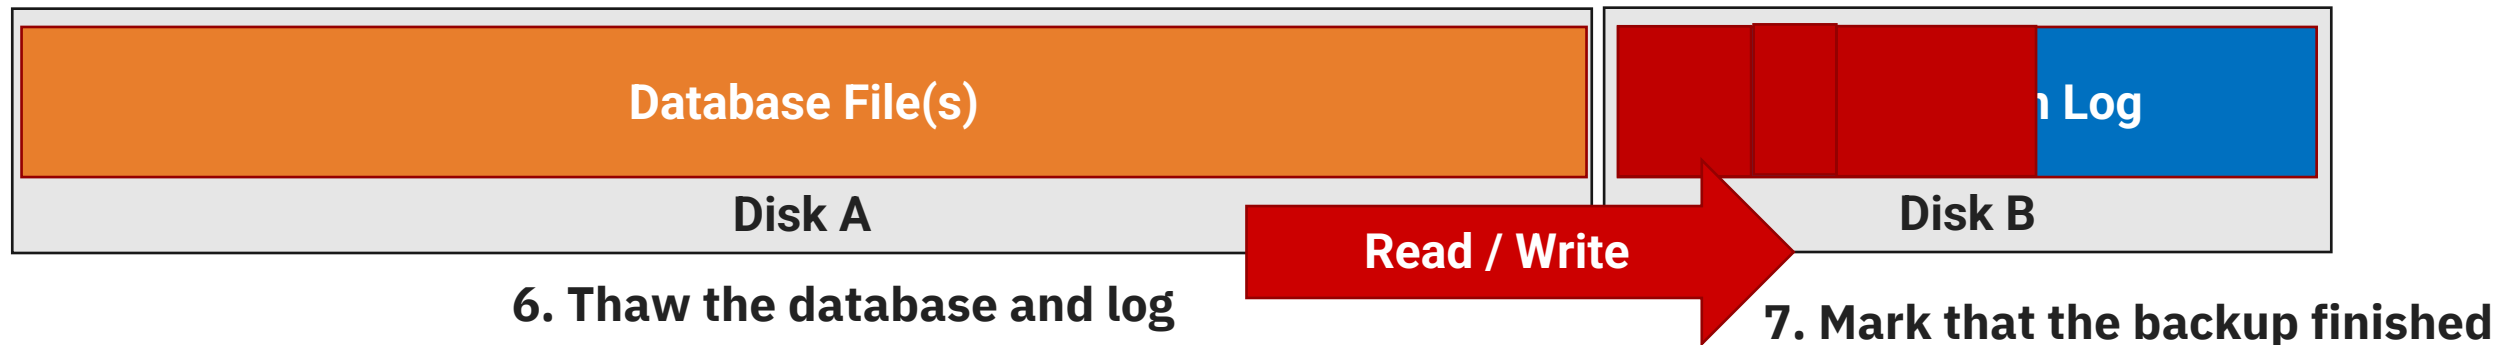 Database File(s)
Log
Disk A
Disk B
Read / Write
6. Thaw the database and log
7. Mark that the backup finished